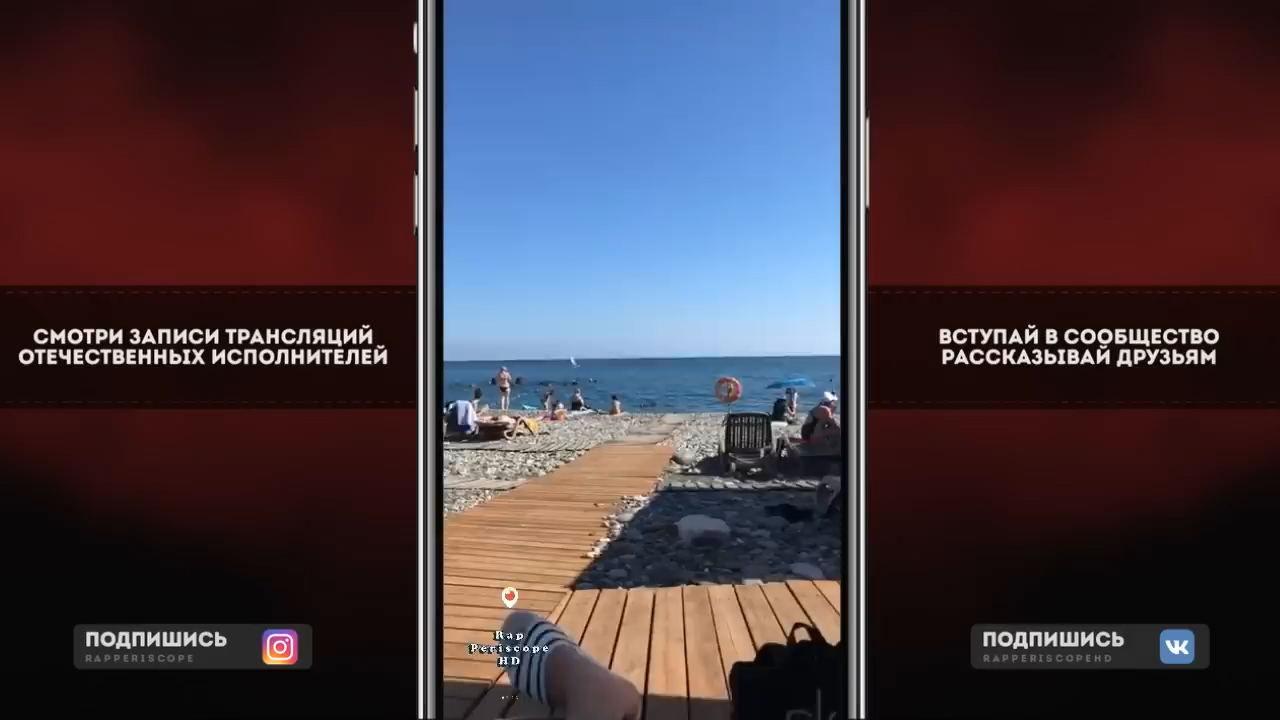 СМОТРИ ЗАПИСИ ТРАНСЛЯЦИЙ
ОТЕЧЕСТВЕННЫХ ИСПОЛНИТЕЛЕЙ
ПОДПИШИСЬ
RAPPERISCOPE
Rap
Periscope
HD
ВСТУПАЙ В СООБЩЕСТВО
РАССКАЗЫВАЙ ДРУЗЬЯМ
ПОДПИШИСЬ
RAPPERISCOPEHD